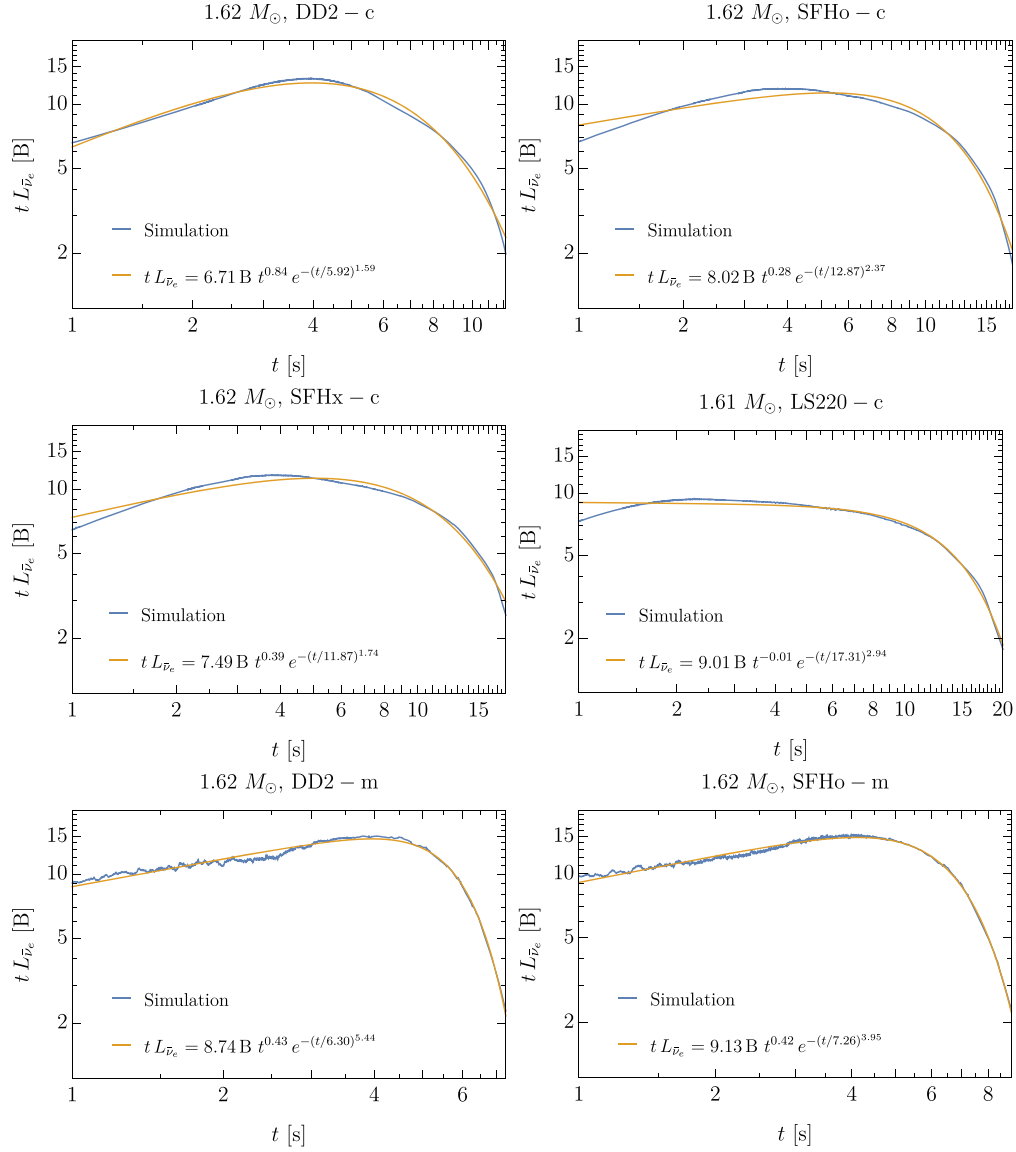 1.62 M⊙, DD2 − c
t L_ν̄e [B]
15
10
5
2
Simulation
t L_ν̄e = 6.71 B t^0.84 e^−(t/5.92)^1.59
1 2 4 6 8 10
t [s]
1.62 M⊙, SFHo − c
t L_ν̄e [B]
15
10
5
2
Simulation
t L_ν̄e = 8.02 B t^0.28 e^−(t/12.87)^2.37
1 2 4 6 8 10 15
t [s]
1.62 M⊙, SFHx − c
t L_ν̄e [B]
15
10
5
2
Simulation
t L_ν̄e = 7.49 B t^0.39 e^−(t/11.87)^1.74
1 2 4 6 8 10 15
t [s]
1.61 M⊙, LS220 − c
t L_ν̄e [B]
15
10
5
2
Simulation
t L_ν̄e = 9.01 B t^−0.01 e^−(t/17.31)^2.94
1 2 4 6 8 10 15 20
t [s]
1.62 M⊙, DD2 − m
t L_ν̄e [B]
15
10
5
2
Simulation
t L_ν̄e = 8.74 B t^0.43 e^−(t/6.30)^5.44
1 2 4 6
t [s]
1.62 M⊙, SFHo − m
t L_ν̄e [B]
15
10
5
2
Simulation
t L_ν̄e = 9.13 B t^0.42 e^−(t/7.26)^3.95
1 2 4 6 8
t [s]